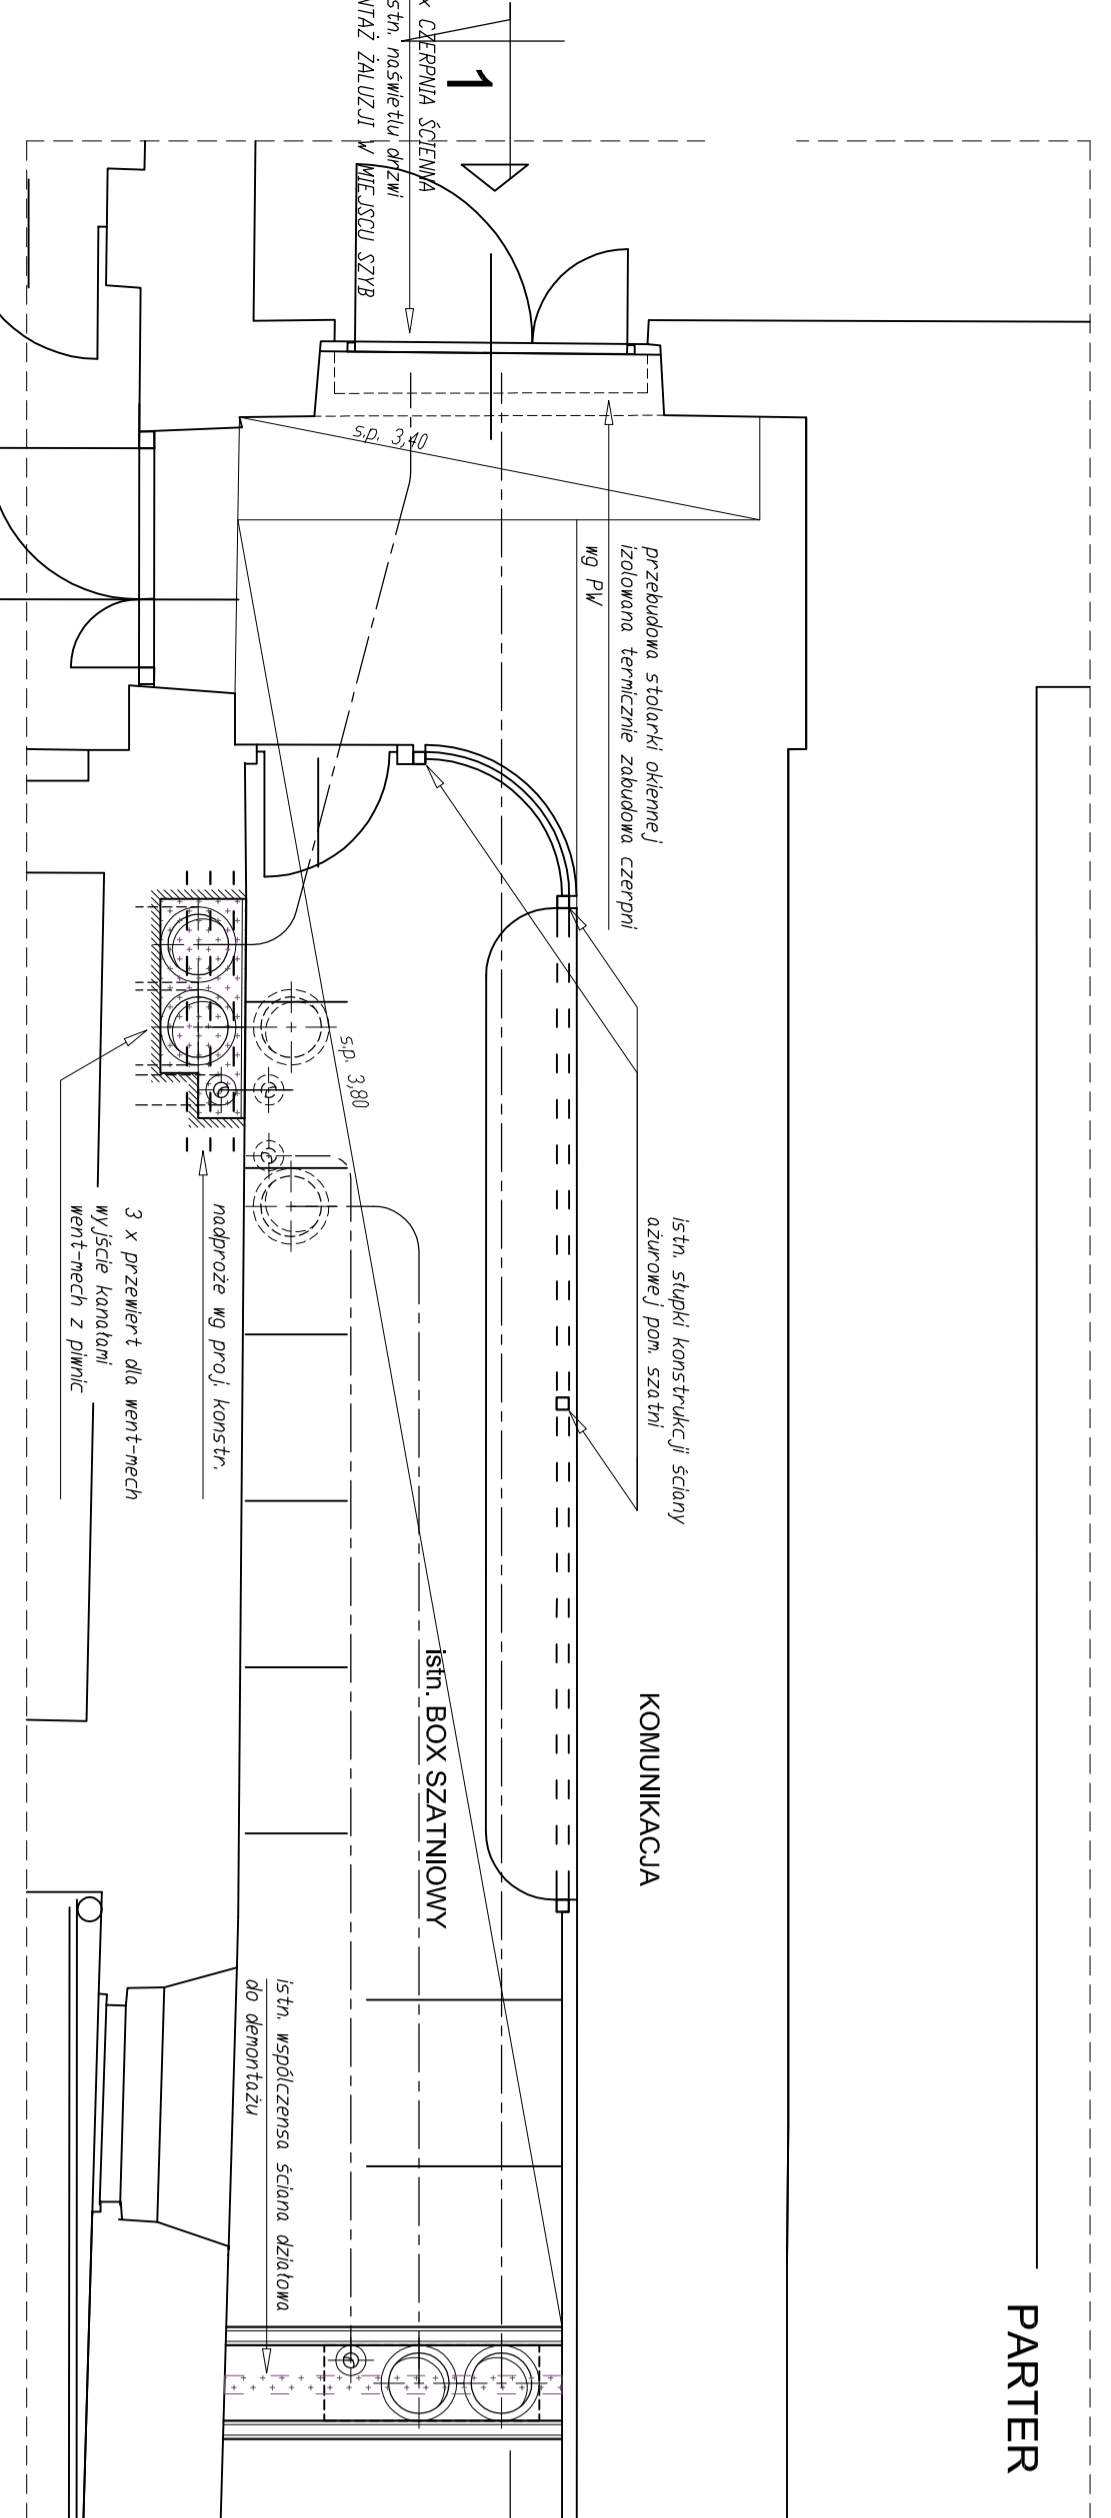 PARTER
1
x CZERPNIA ŚCIENNA
istn. naświetlu drzwi
NTAŻ ŻALUZJI W MIEJSCU SZYB
s.p. 3,40
przebudowa stolarki okiennej
izolowana termicznie zabudowa czerpni
wg PW
s.p. 3,80
istn. słupki konstrukcji ściany
ażurowej pom. szatni
nadproże wg proj. konstr.
3 x przewiert dla went-mech
wyjście kanałami
went-mech z piwnic
KOMUNIKACJA
istn. BOX SZATNIOWY
istn. współczensa ściana działowa
do demontażu